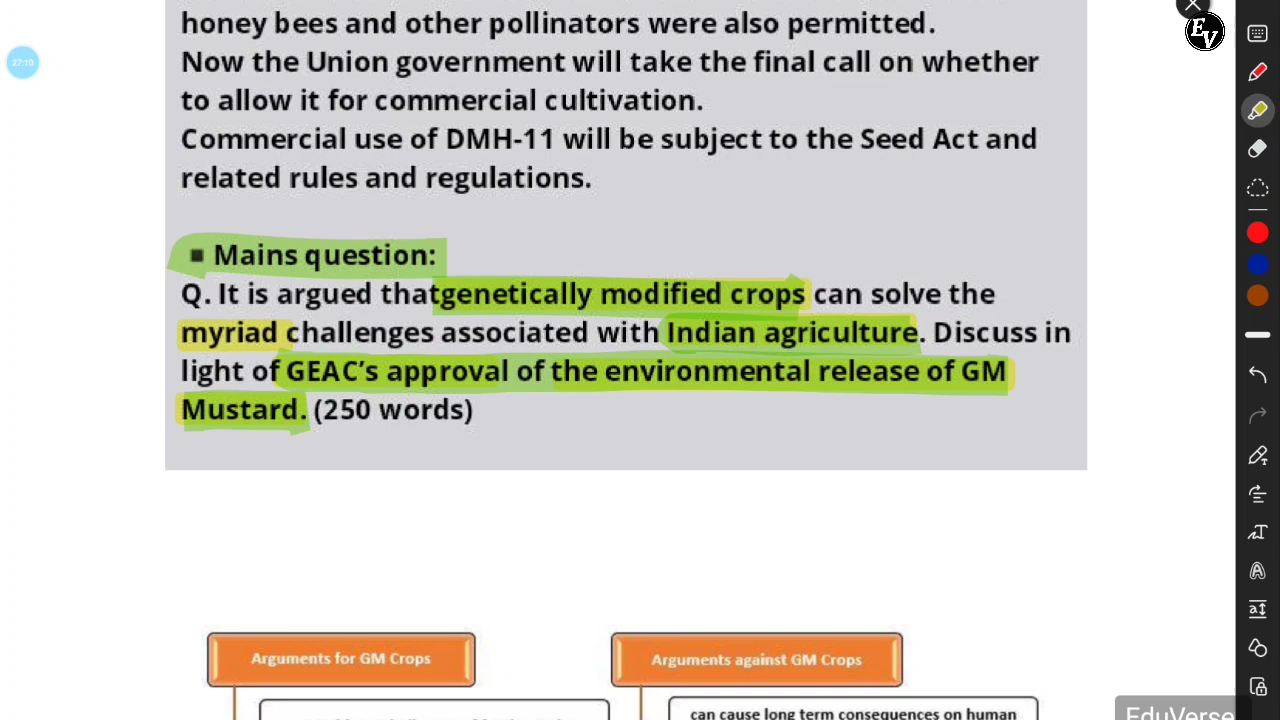 honey bees and other pollinators were also permitted.
Now the Union government will take the final call on whether
to allow it for commercial cultivation.
Commercial use of DMH-11 will be subject to the Seed Act and
related rules and regulations.
27:10
EV
▪ Mains question:
Q. It is argued thatgenetically modified crops can solve the
myriad challenges associated with Indian agriculture. Discuss in
light of GEAC's approval of the environmental release of GM
Mustard. (250 words)
Arguments for GM Crops
Arguments against GM Crops
can cause long term consequences on human
EduVerse